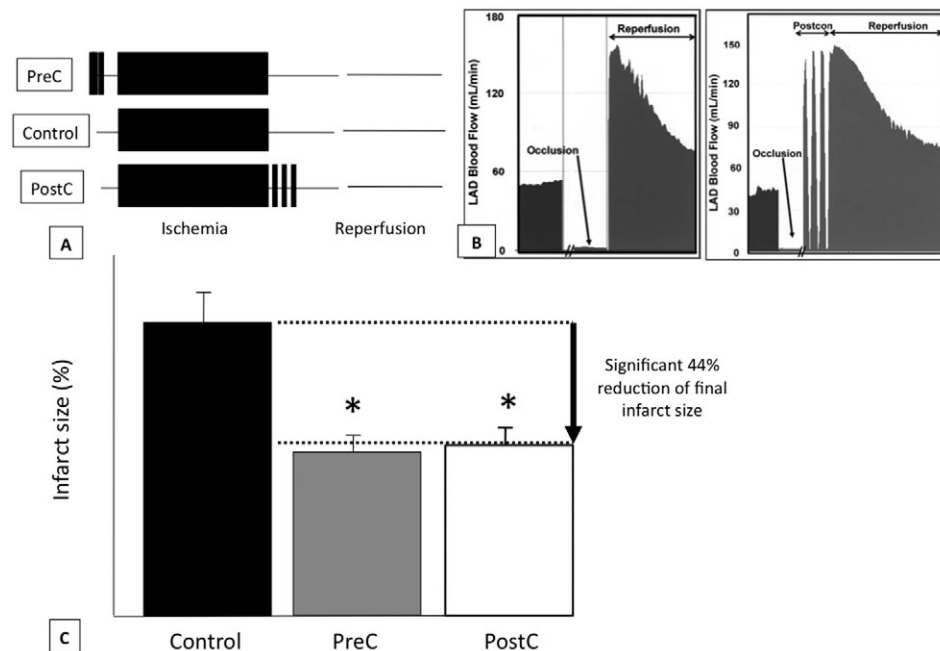 PreC
Control
PostC
Ischemia
Reperfusion
A
180
120
60
0
LAD Blood Flow (mL/min)
Occlusion
Reperfusion
B
150
120
90
60
30
0
LAD Blood Flow (mL/min)
Occlusion
Postcon
Reperfusion
Infarct size (%)
*
*
Significant 44%
reduction of final
infarct size
C
Control
PreC
PostC